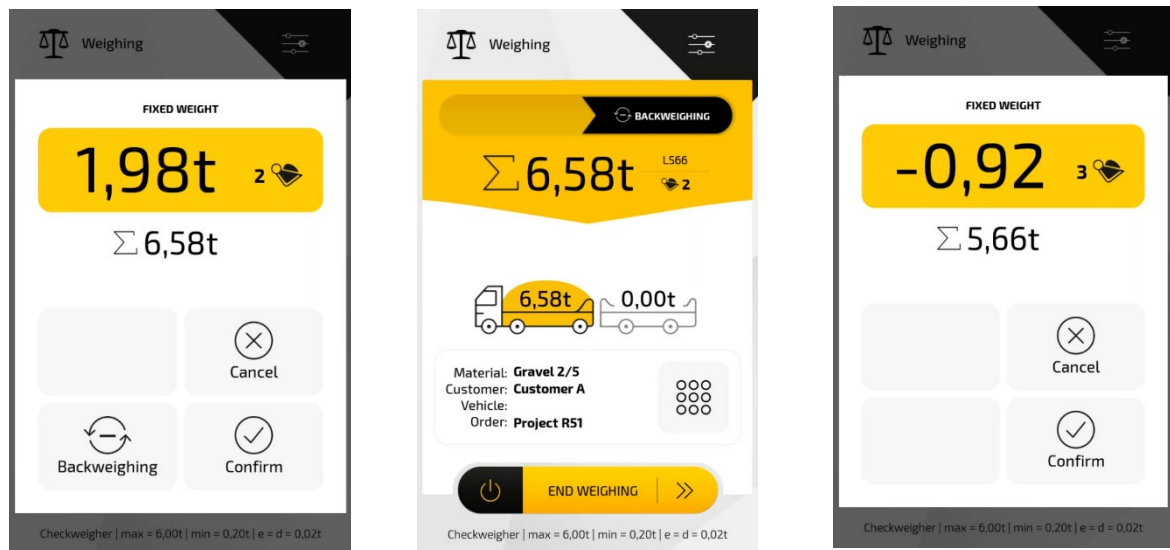 Weighing
FIXED WEIGHT
1,98t 2
Σ 6,58t
Cancel
Backweighing Confirm
Checkweigher | max = 6,00t | min = 0,20t | e = d = 0,02t
Weighing
BACKWEIGHING
Σ 6,58t L566
2
6,58t 0,00t
Material: Gravel 2/5
Customer: Customer A
Vehicle:
Order: Project R51
END WEIGHING
Checkweigher | max = 6,00t | min = 0,20t | e = d = 0,02t
Weighing
FIXED WEIGHT
-0,92 3
Σ 5,66t
Cancel
Confirm
Checkweigher | max = 6,00t | min = 0,20t | e = d = 0,02t